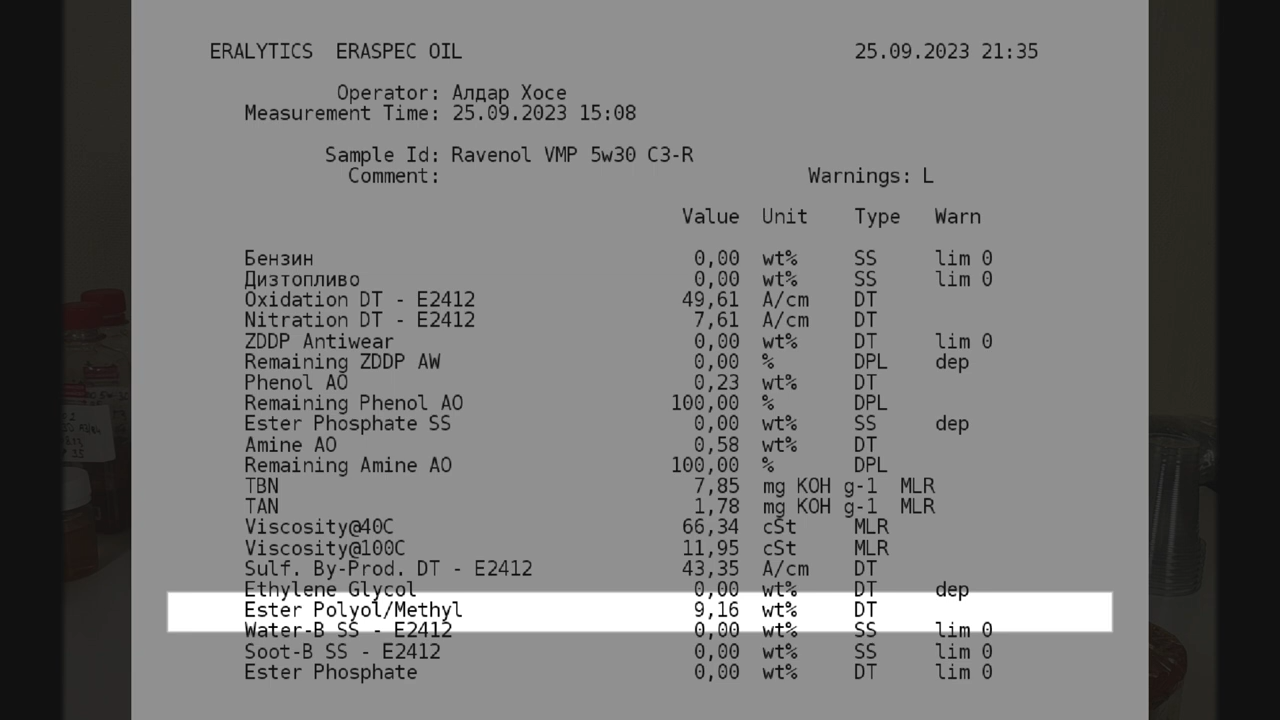 ERALYTICS ERASPEC OIL 25.09.2023 21:35
Operator: Алдар Хосе
Measurement Time: 25.09.2023 15:08
Sample Id: Ravenol VMP 5w30 C3-R
Comment: Warnings: L
Value Unit Type Warn
Бензин 0,00 wt% SS lim 0
Дизтопливо 0,00 wt% SS lim 0
Oxidation DT - E2412 49,61 A/cm DT
Nitration DT - E2412 7,61 A/cm DT
ZDDP Antiwear 0,00 wt% DT lim 0
Remaining ZDDP AW 0,00 % DPL dep
Phenol AO 0,23 wt% DT
Remaining Phenol AO 100,00 % DPL
Ester Phosphate SS 0,00 wt% SS dep
Amine AO 0,58 wt% DT
Remaining Amine AO 100,00 % DPL
TBN 7,85 mg KOH g-1 MLR
TAN 1,78 mg KOH g-1 MLR
Viscosity@40C 66,34 cSt MLR
Viscosity@100C 11,95 cSt MLR
Sulf. By-Prod. DT - E2412 43,35 A/cm DT
Ethylene Glycol 0,00 wt% DT dep
Ester Polyol/Methyl 9,16 wt% DT
Water-B SS - E2412 0,00 wt% SS lim 0
Soot-B SS - E2412 0,00 wt% SS lim 0
Ester Phosphate 0,00 wt% DT lim 0